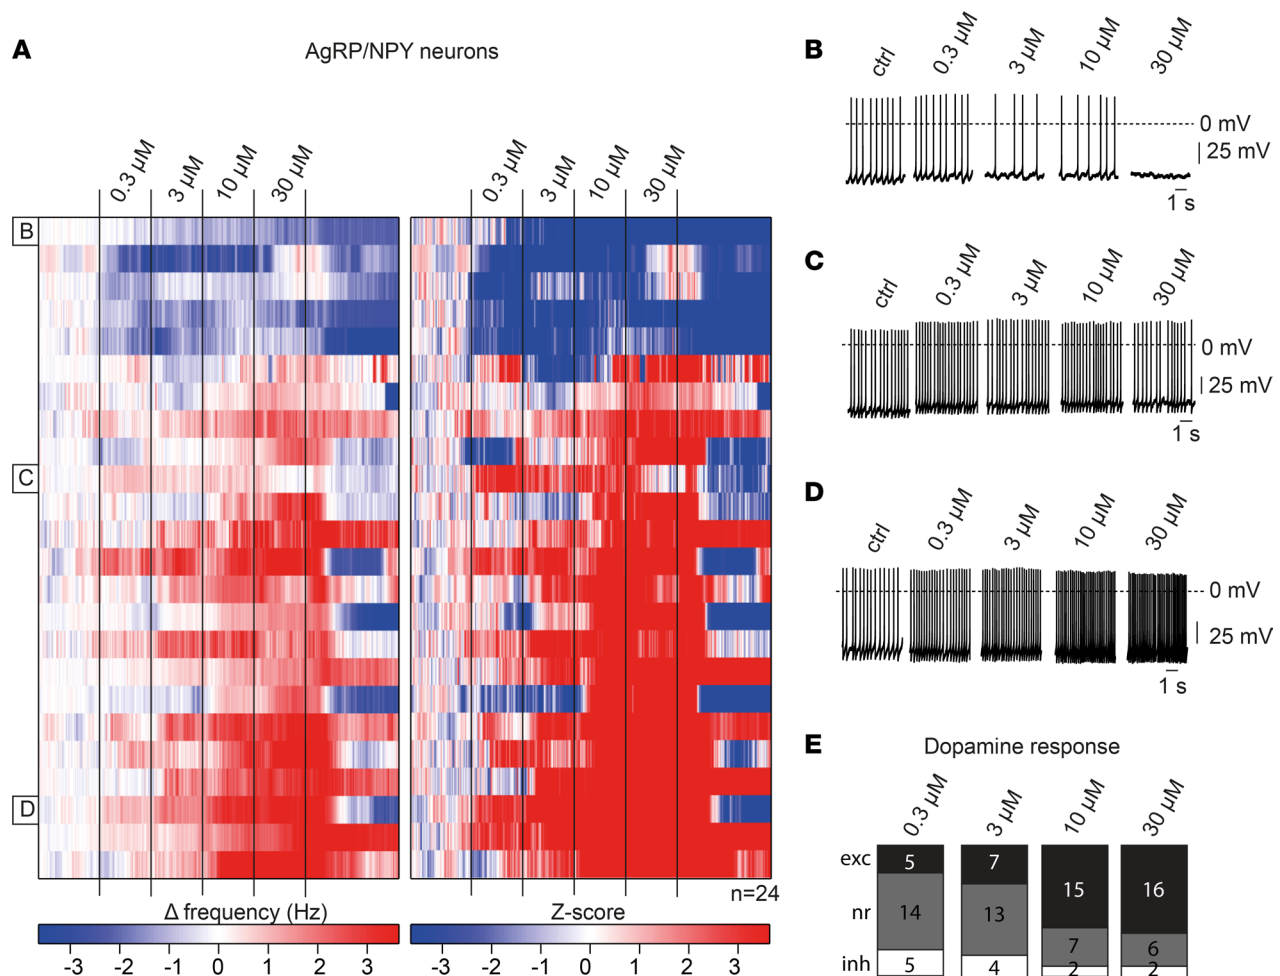 A
AgRP/NPY neurons
0.3 µM
3 µM
10 µM
30 µM
0.3 µM
3 µM
10 µM
30 µM
B
C
D
n=24
Δ frequency (Hz)
-3 -2 -1 0 1 2 3
Z-score
-3 -2 -1 0 1 2 3
B
ctrl
0.3 µM
3 µM
10 µM
30 µM
0 mV
25 mV
1 s
C
ctrl
0.3 µM
3 µM
10 µM
30 µM
0 mV
25 mV
1 s
D
ctrl
0.3 µM
3 µM
10 µM
30 µM
0 mV
25 mV
1 s
E
Dopamine response
0.3 µM
3 µM
10 µM
30 µM
exc 5 7 15 16
nr 14 13 7 6
inh 5 4 2 2